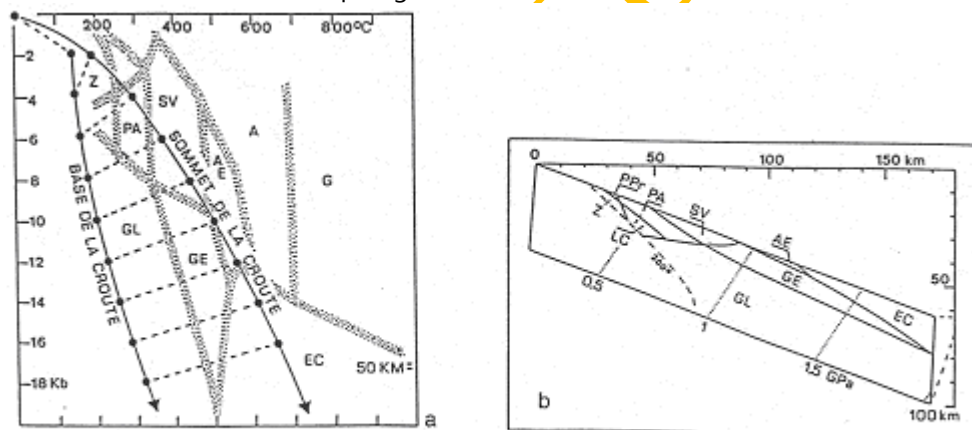 200 400 600 800°C
-2
Z
-4
SV
PA
A
-6
A
E
G
-8
SOMMET DE LA CROUTE
BASE DE LA CROUTE
-10
GL
GE
-12
-14
-16
EC
50 KM
-18 Kb
a
0 50 100 150 km
PPr
PA
SV
Z
AE
LC
GE
50
0,5
GL
EC
1
1,5 GPa
b
100 km